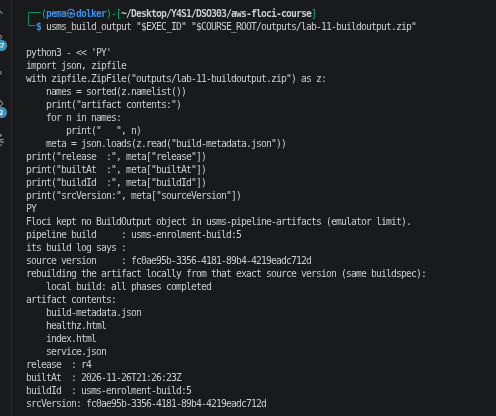 ┌──(pema㉿dolker)-[~/Desktop/Y4S1/DSO303/aws-floci-course]
└─$ usms_build_output "$EXEC_ID" "$COURSE_ROOT/outputs/lab-11-buildoutput.zip"
python3 - << 'PY'
import json, zipfile
with zipfile.ZipFile("outputs/lab-11-buildoutput.zip") as z:
    names = sorted(z.namelist())
    print("artifact contents:")
    for n in names:
        print("   ", n)
    meta = json.loads(z.read("build-metadata.json"))
print("release  :", meta["release"])
print("builtAt  :", meta["builtAt"])
print("buildId  :", meta["buildId"])
print("srcVersion:", meta["sourceVersion"])
PY
Floci kept no BuildOutput object in usms-pipeline-artifacts (emulator limit).
pipeline build     : usms-enrolment-build:5
its build log says :
source version     : fc0ae95b-3356-4181-89b4-4219eadc712d
rebuilding the artifact locally from that exact source version (same buildspec):
    local build: all phases completed
artifact contents:
    build-metadata.json
    healthz.html
    index.html
    service.json
release  : r4
builtAt  : 2026-11-26T21:26:23Z
buildId  : usms-enrolment-build:5
srcVersion: fc0ae95b-3356-4181-89b4-4219eadc712d